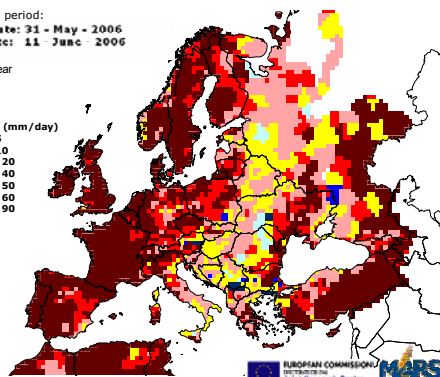 period:
ate: 31 - May - 2006
te: 11 - June - 2006
ear
(mm/day)
10
20
40
50
60
90
EUROPEAN COMMISSION
MARS